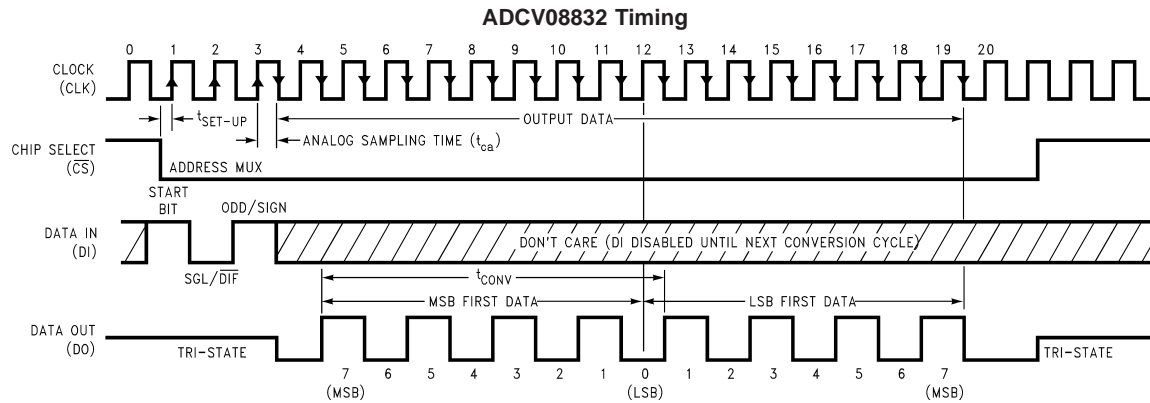 ADCV08832 Timing
0 1 2 3 4 5 6 7 8 9 10 11 12 13 14 15 16 17 18 19 20
CLOCK
(CLK)
tSET-UP
OUTPUT DATA
ANALOG SAMPLING TIME (tca)
CHIP SELECT
(CS)
ADDRESS MUX
START
BIT
ODD/SIGN
DATA IN
(DI)
DON'T CARE (DI DISABLED UNTIL NEXT CONVERSION CYCLE)
SGL/DIF
tCONV
MSB FIRST DATA
LSB FIRST DATA
DATA OUT
(DO)
TRI-STATE
TRI-STATE
7 6 5 4 3 2 1 0 1 2 3 4 5 6 7
(MSB) (LSB) (MSB)